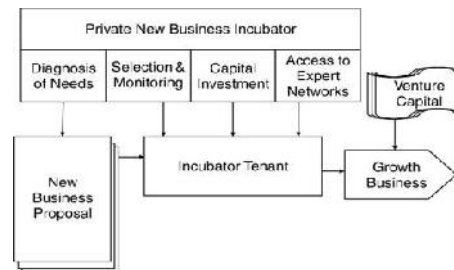 Private New Business Incubator
Diagnosis
of Needs
Selection &
Monitoring
Capital
Investment
Access to
Expert
Networks
Venture
Capital
New
Business
Proposal
Incubator Tenant
Growth
Business